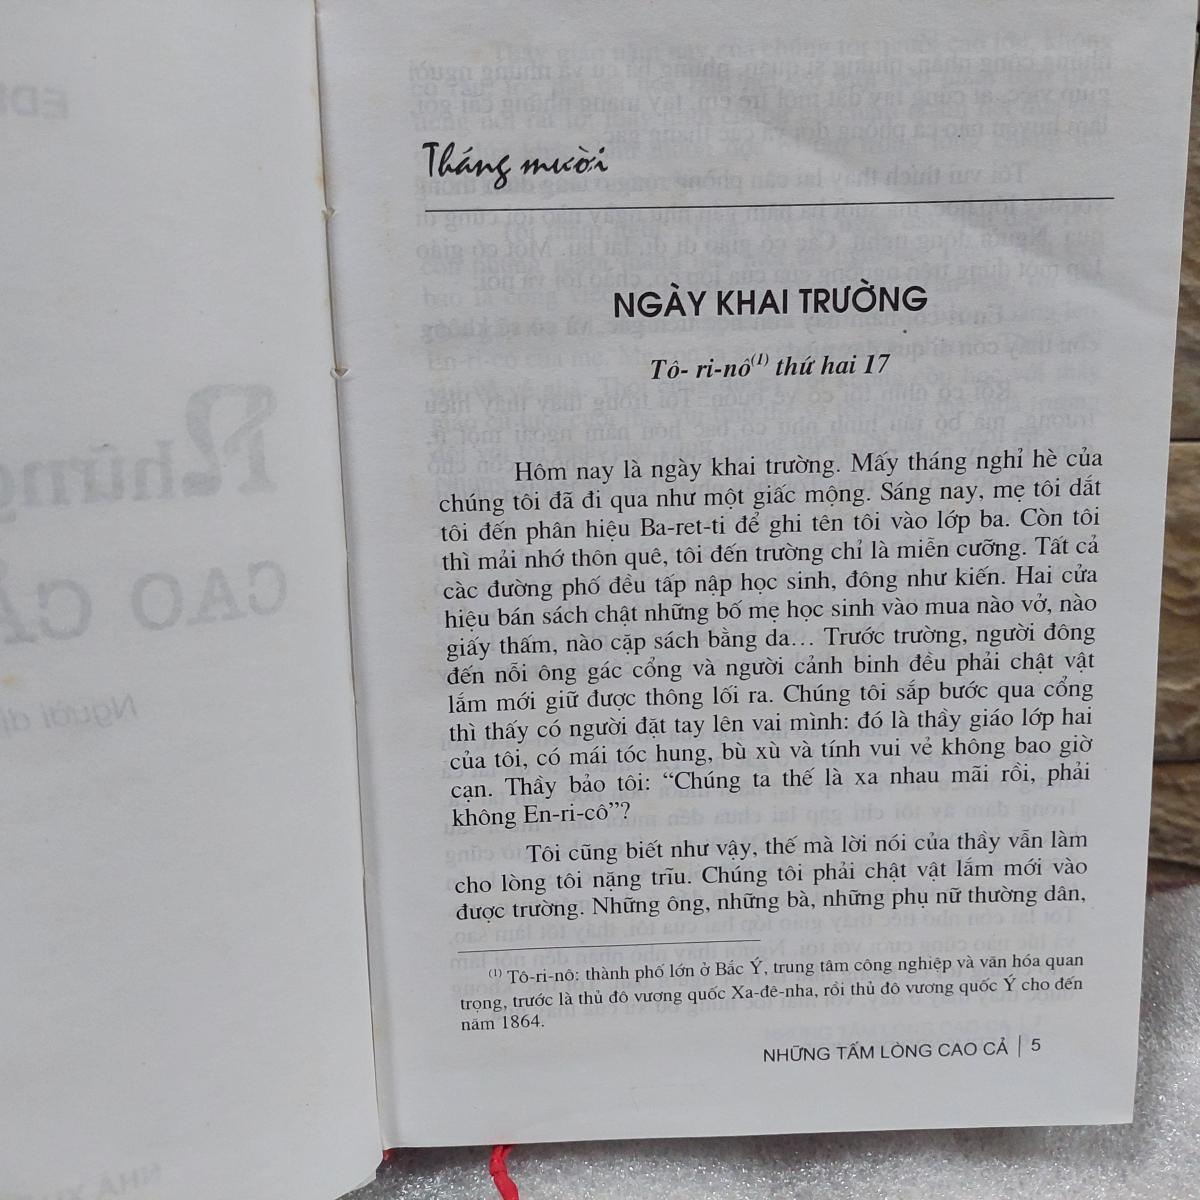 Tháng mười
NGÀY KHAI TRƯỜNG
Tô- ri-nô(1) thứ hai 17
Hôm nay là ngày khai trường. Mấy tháng nghỉ hè của
chúng tôi đã đi qua như một giấc mộng. Sáng nay, mẹ tôi dắt
tôi đến phân hiệu Ba-ret-ti để ghi tên tôi vào lớp ba. Còn tôi
thì mải nhớ thôn quê, tôi đến trường chỉ là miễn cưỡng. Tất cả
càc đường phố đều tấp nập học sinh, đông như kiến. Hai cửa
hiệu bán sách chật những bố mẹ học sinh vào mua nào vở, nào
giấy thấm, nào cặp sách bằng da… Trước trường, người đông
đến nỗi ông gác cổng và người cảnh binh đều phải chật vật
lắm mới giữ được thông lối ra. Chúng tôi sắp bước qua cổng
thì thấy có người đặt tay lên vai mình: đó là thầy giáo lớp hai
của tôi, có mái tóc hung, bù xù và tính vui vẻ không bao giờ
cạn. Thầy bảo tôi: “Chúng ta thế là xa nhau mãi rồi, phải
không En-ri-cô”?
Tôi cũng biết như vậy, thế mà lời nói của thầy vẫn làm
cho lòng tôi nặng trĩu. Chúng tôi phải chật vật lắm mới vào
được trường. Những ông, những bà, những phụ nữ thường dân,
(1) Tô-ri-nô: thành phố lớn ở Bắc Ý, trung tâm công nghiệp và văn hóa quan
trọng, trước là thủ đô vương quốc Xa-đê-nha, rồi thủ đô vương quốc Ý cho đến
năm 1864.
NHỮNG TẤM LÒNG CAO CẢ | 5